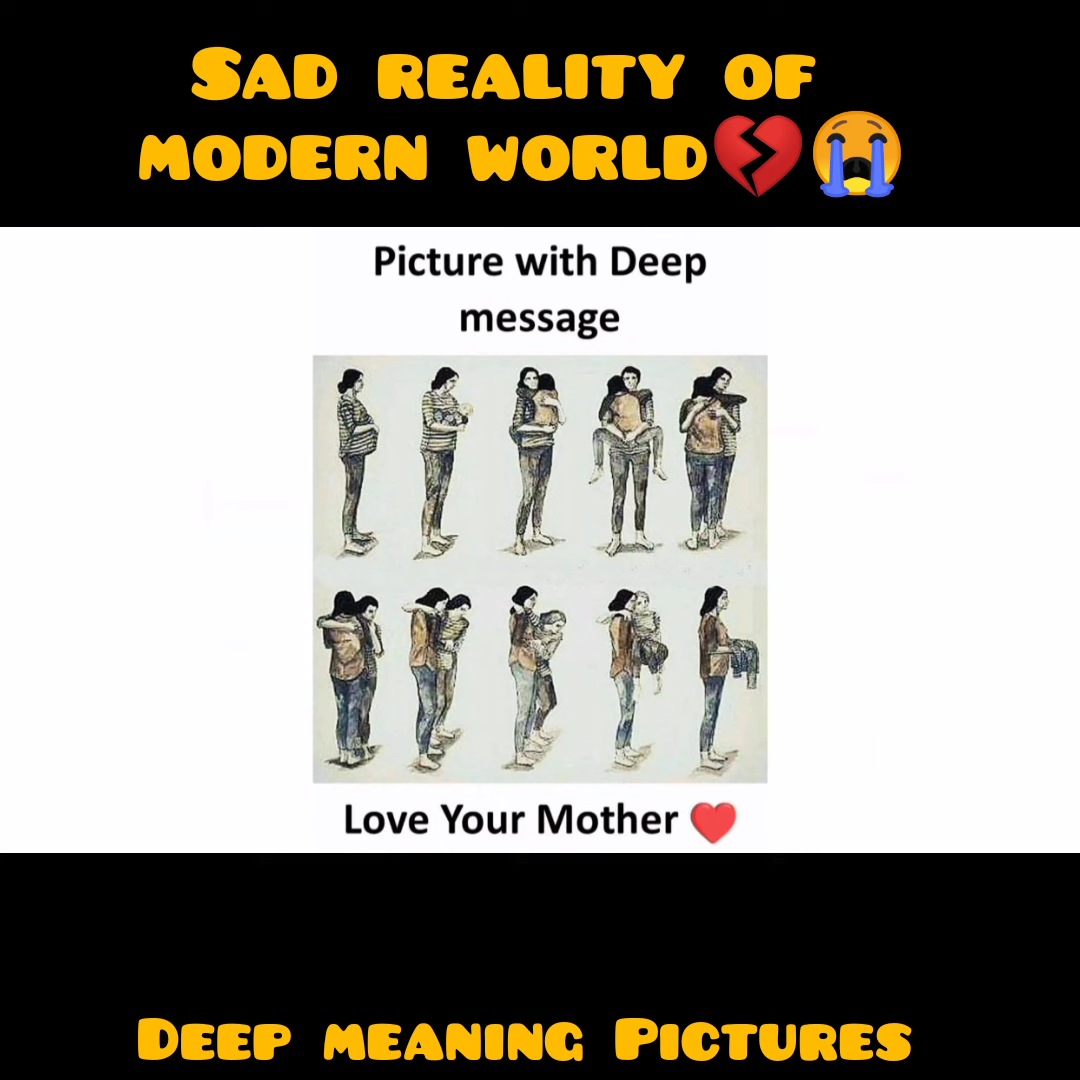 Sad reality of
modern world💔😭
Picture with Deep
message
Love Your Mother ❤️
Deep meaning Pictures